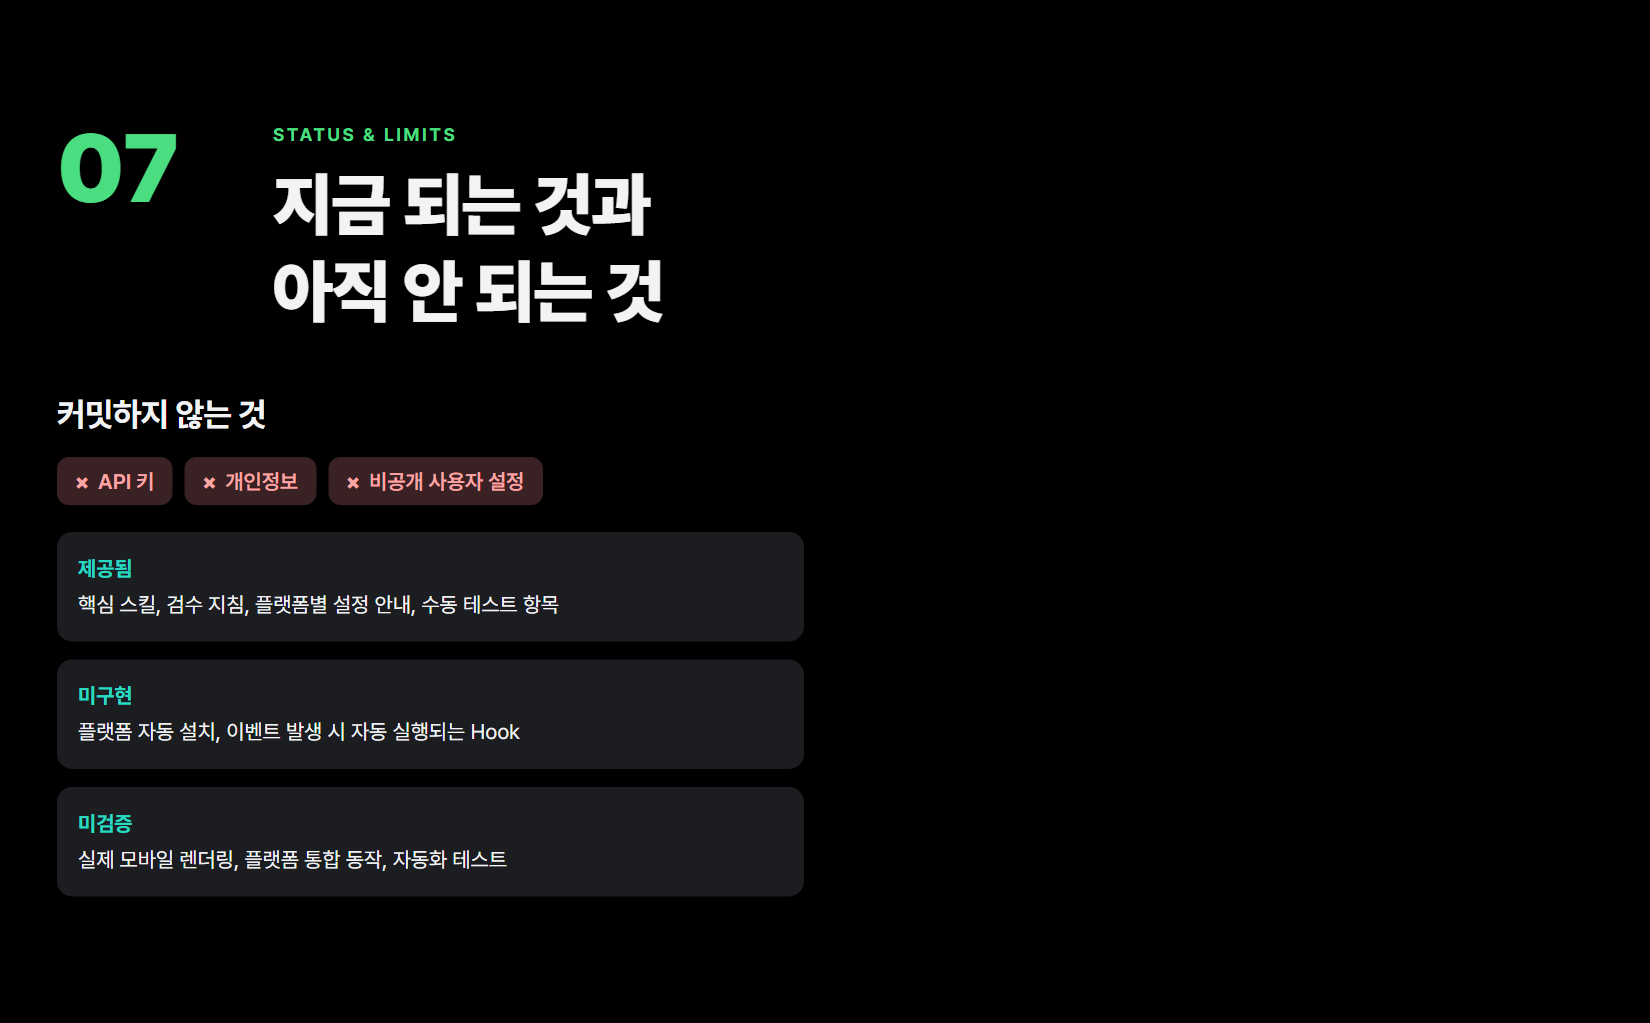 07
STATUS & LIMITS
지금 되는 것과
아직 안 되는 것
커밋하지 않는 것
✖ API 키
✖ 개인정보
✖ 비공개 사용자 설정
제공됨
핵심 스킬, 검수 지침, 플랫폼별 설정 안내, 수동 테스트 항목
미구현
플랫폼 자동 설치, 이벤트 발생 시 자동 실행되는 Hook
미검증
실제 모바일 렌더링, 플랫폼 통합 동작, 자동화 테스트